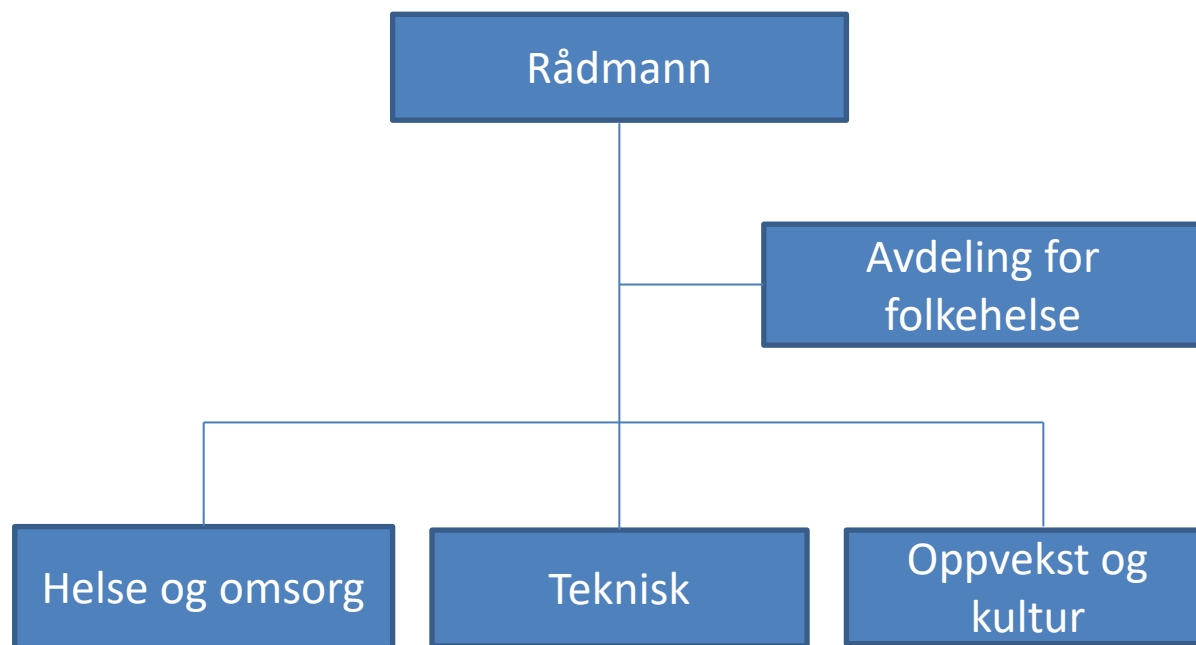 Rådmann
Avdeling for
folkehelse
Helse og omsorg
Teknisk
Oppvekst og
kultur